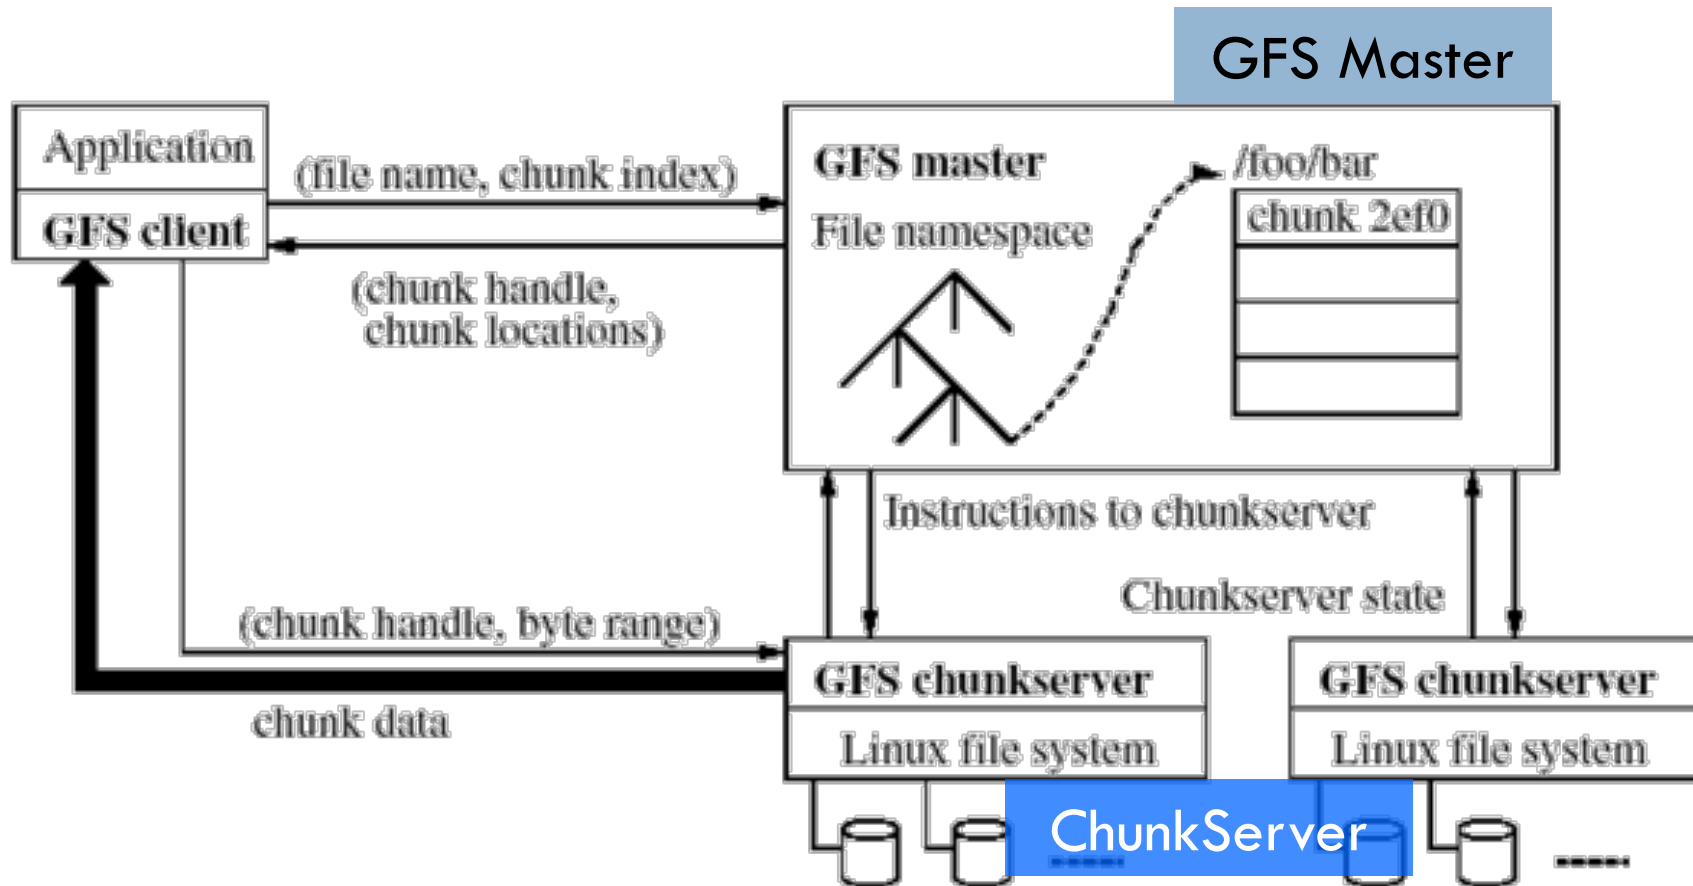 GFS Master
Application
GFS client
(file name, chunk index)
(chunk handle,
chunk locations)
GFS master
File namespace
/foo/bar
chunk 2ef0
Instructions to chunkserver
Chunkserver state
(chunk handle, byte range)
chunk data
GFS chunkserver
Linux file system
GFS chunkserver
Linux file system
ChunkServer